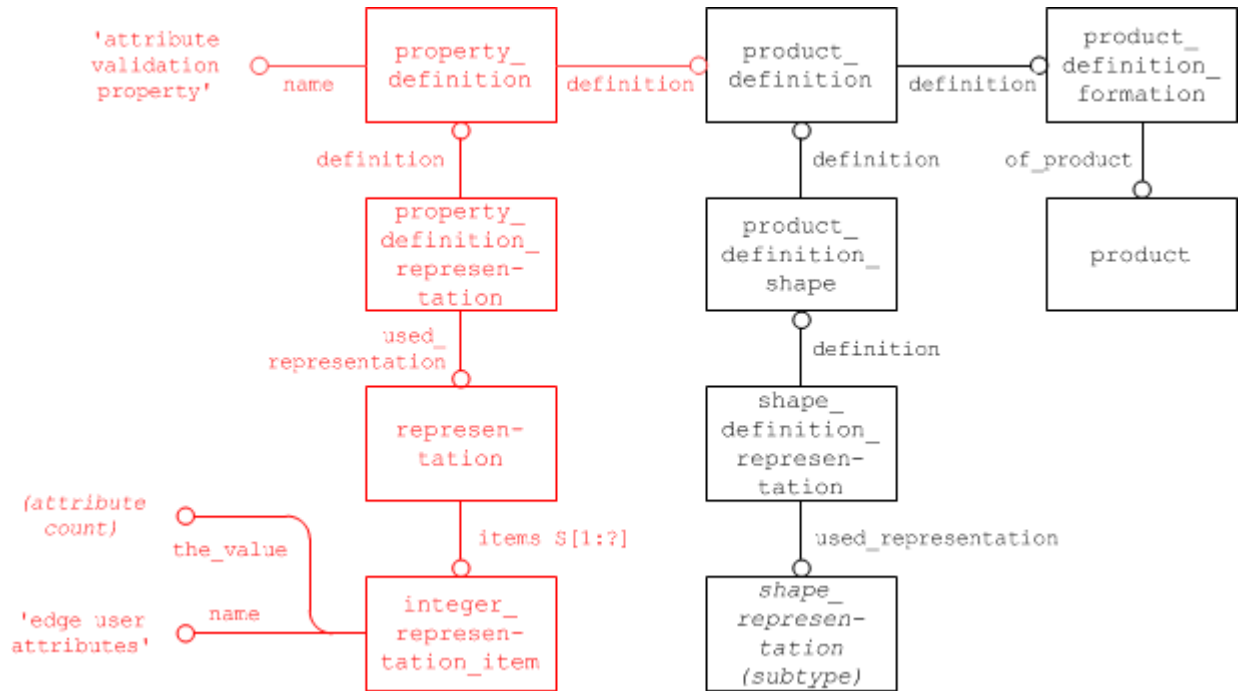 'attribute
validation
property'
name
property_
definition
definition
product_
definition
definition
product_
definition_
formation
definition
definition
of_product
property_
definition_
represen-
tation
product_
definition_
shape
product
used_
representation
definition
represen-
tation
shape_
definition_
represen-
tation
(attribute
count)
the_value
items S[1:?]
used_representation
'edge user
attributes'
name
integer_
represen-
tation_item
shape_
represen-
tation
(subtype)